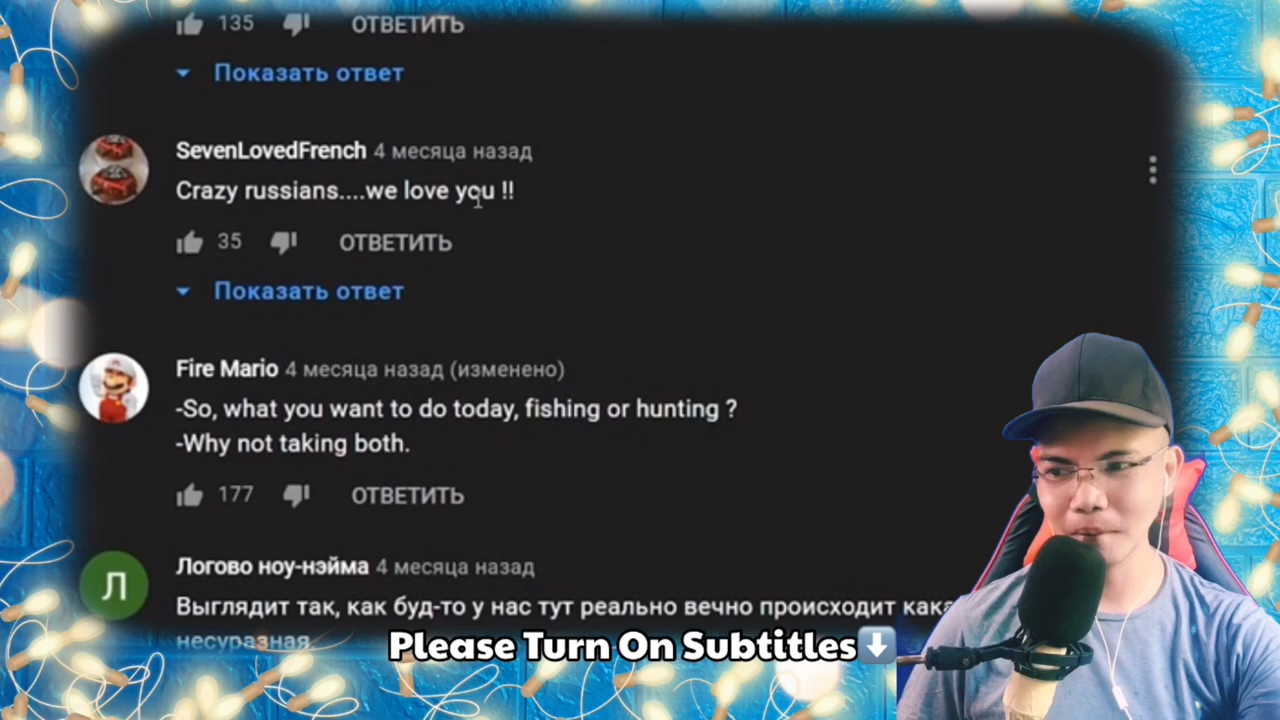 135 ОТВЕТИТЬ
Показать ответ
SevenLovedFrench 4 месяца назад
Crazy russians....we love you !!
35 ОТВЕТИТЬ
Показать ответ
Fire Mario 4 месяца назад (изменено)
-So, what you want to do today, fishing or hunting ?
-Why not taking both.
177 ОТВЕТИТЬ
Л
Логово ноу-нэйма 4 месяца назад
Выглядит так, как буд-то у нас тут реально вечно происходит
несуразная.
Please Turn On Subtitles